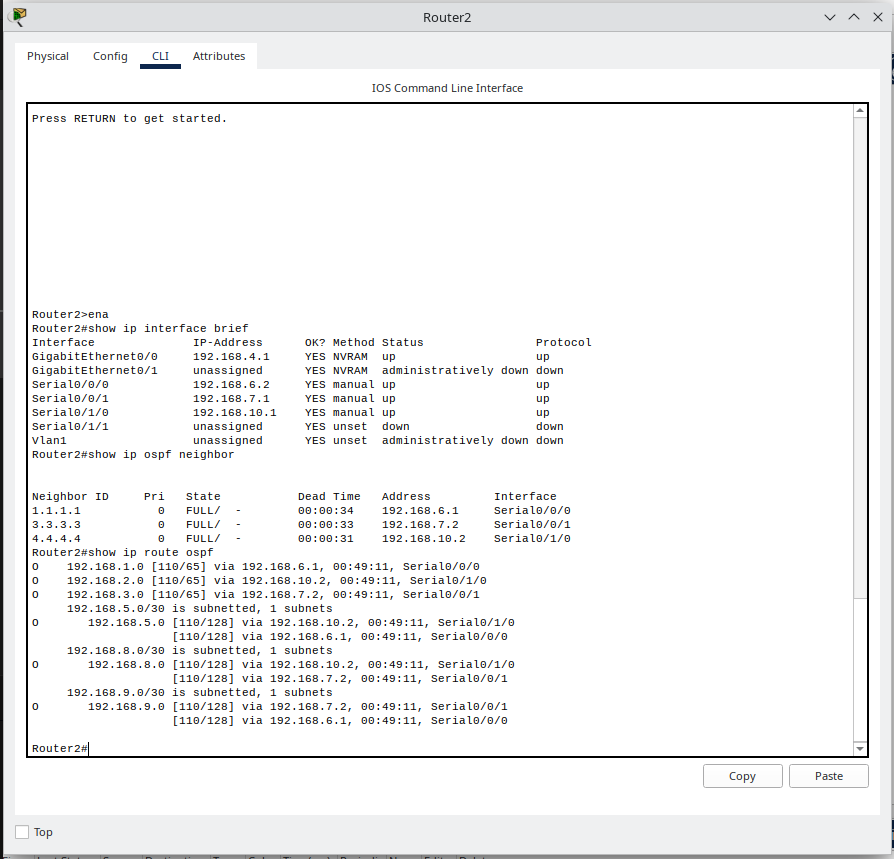 Router2
Physical Config CLI Attributes
IOS Command Line Interface
Press RETURN to get started.
Router2>ena
Router2#show ip interface brief
Interface              IP-Address      OK? Method Status                Protocol
GigabitEthernet0/0     192.168.4.1     YES NVRAM  up                    up
GigabitEthernet0/1     unassigned      YES NVRAM  administratively down down
Serial0/0/0            192.168.6.2     YES manual up                    up
Serial0/0/1            192.168.7.1     YES manual up                    up
Serial0/1/0            192.168.10.1    YES manual up                    up
Serial0/1/1            unassigned      YES unset  down                  down
Vlan1                  unassigned      YES unset  administratively down down
Router2#show ip ospf neighbor
Neighbor ID     Pri   State           Dead Time   Address         Interface
1.1.1.1           0   FULL/  -        00:00:34    192.168.6.1     Serial0/0/0
3.3.3.3           0   FULL/  -        00:00:33    192.168.7.2     Serial0/0/1
4.4.4.4           0   FULL/  -        00:00:31    192.168.10.2    Serial0/1/0
Router2#show ip route ospf
O    192.168.1.0 [110/65] via 192.168.6.1, 00:49:11, Serial0/0/0
O    192.168.2.0 [110/65] via 192.168.10.2, 00:49:11, Serial0/1/0
O    192.168.3.0 [110/65] via 192.168.7.2, 00:49:11, Serial0/0/1
     192.168.5.0/30 is subnetted, 1 subnets
O       192.168.5.0 [110/128] via 192.168.10.2, 00:49:11, Serial0/1/0
                    [110/128] via 192.168.6.1, 00:49:11, Serial0/0/0
     192.168.8.0/30 is subnetted, 1 subnets
O       192.168.8.0 [110/128] via 192.168.10.2, 00:49:11, Serial0/1/0
                    [110/128] via 192.168.7.2, 00:49:11, Serial0/0/1
     192.168.9.0/30 is subnetted, 1 subnets
O       192.168.9.0 [110/128] via 192.168.7.2, 00:49:11, Serial0/0/1
                    [110/128] via 192.168.6.1, 00:49:11, Serial0/0/0
Router2#
Copy Paste
Top